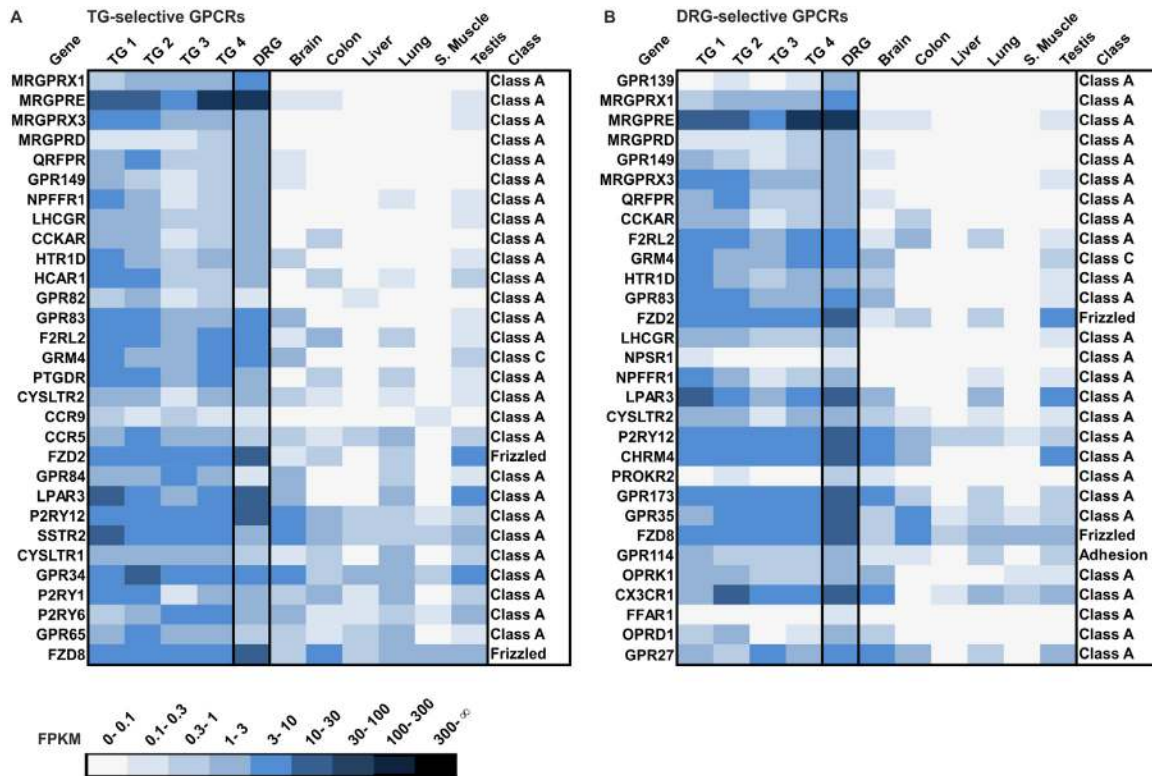 A TG-selective GPCRs
Gene TG 1 TG 2 TG 3 TG 4 DRG Brain Colon Liver Lung S. Muscle Testis Class
MRGPRX1 Class A
MRGPRE Class A
MRGPRX3 Class A
MRGPRD Class A
QRFPR Class A
GPR149 Class A
NPFFR1 Class A
LHCGR Class A
CCKAR Class A
HTR1D Class A
HCAR1 Class A
GPR82 Class A
GPR83 Class A
F2RL2 Class A
GRM4 Class C
PTGDR Class A
CYSLTR2 Class A
CCR9 Class A
CCR5 Class A
FZD2 Frizzled
GPR84 Class A
LPAR3 Class A
P2RY12 Class A
SSTR2 Class A
CYSLTR1 Class A
GPR34 Class A
P2RY1 Class A
P2RY6 Class A
GPR65 Class A
FZD8 Frizzled
B DRG-selective GPCRs
Gene TG 1 TG 2 TG 3 TG 4 DRG Brain Colon Liver Lung S. Muscle Testis Class
GPR139 Class A
MRGPRX1 Class A
MRGPRE Class A
MRGPRD Class A
GPR149 Class A
MRGPRX3 Class A
QRFPR Class A
CCKAR Class A
F2RL2 Class A
GRM4 Class C
HTR1D Class A
GPR83 Class A
FZD2 Frizzled
LHCGR Class A
NPSR1 Class A
NPFFR1 Class A
LPAR3 Class A
CYSLTR2 Class A
P2RY12 Class A
CHRM4 Class A
PROKR2 Class A
GPR173 Class A
GPR35 Class A
FZD8 Frizzled
GPR114 Adhesion
OPRK1 Class A
CX3CR1 Class A
FFAR1 Class A
OPRD1 Class A
GPR27 Class A
FPKM 0- 0.1 0.1- 0.3 0.3- 1 1- 3 3- 10 10- 30 30- 100 100- 300 300- ∞